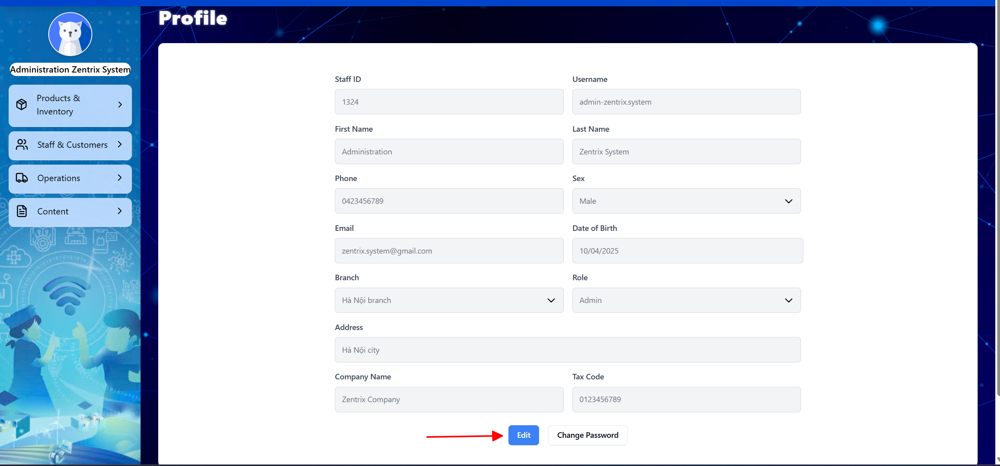 Profile
Administration Zentrix System
Products &
Inventory
Staff & Customers
Operations
Content
Staff ID
Username
1324
admin-zentrix.system
First Name
Last Name
Administration
Zentrix System
Phone
Sex
0423456789
Male
Email
Date of Birth
zentrix.system@gmail.com
10/04/2025
Branch
Role
Hà Nội branch
Admin
Address
Hà Nội city
Company Name
Tax Code
Zentrix Company
0123456789
Edit
Change Password